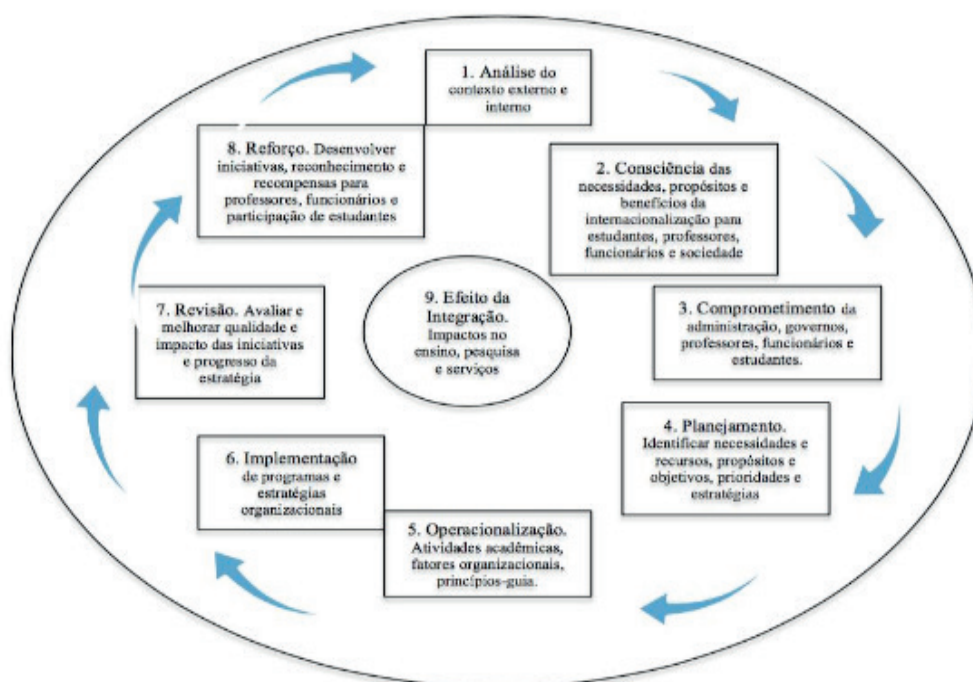 1. Análise do
contexto externo e
interno
2. Consciência das
necessidades, propósitos e
benefícios da
internacionalização para
estudantes, professores,
funcionários e sociedade
3. Comprometimento da
administração, governos,
professores, funcionários e
estudantes.
4. Planejamento.
Identificar necessidades e
recursos, propósitos e
objetivos, prioridades e
estratégias
5. Operacionalização.
Atividades acadêmicas,
fatores organizacionais,
princípios-guia.
6. Implementação
de programas e
estratégias
organizacionais
7. Revisão. Avaliar e
melhorar qualidade e
impacto das iniciativas
e progresso da
estratégia
8. Reforço. Desenvolver
iniciativas, reconhecimento e
recompensas para
professores, funcionários e
participação de estudantes
9. Efeito da
Integração.
Impactos no
ensino, pesquisa
e serviços